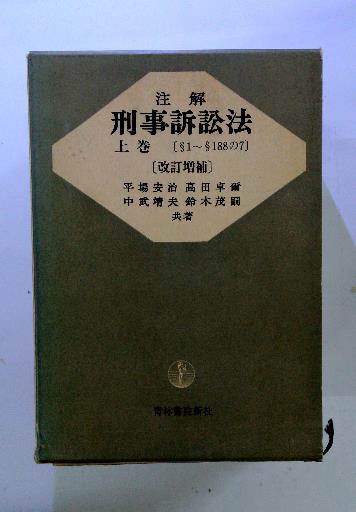 注解
刑事訴訟法
上巻 〔§1~§188の7〕
〔改訂増補〕
平場安治 高田卓爾
中武靖夫 鈴木茂嗣
共著
青林書院新社